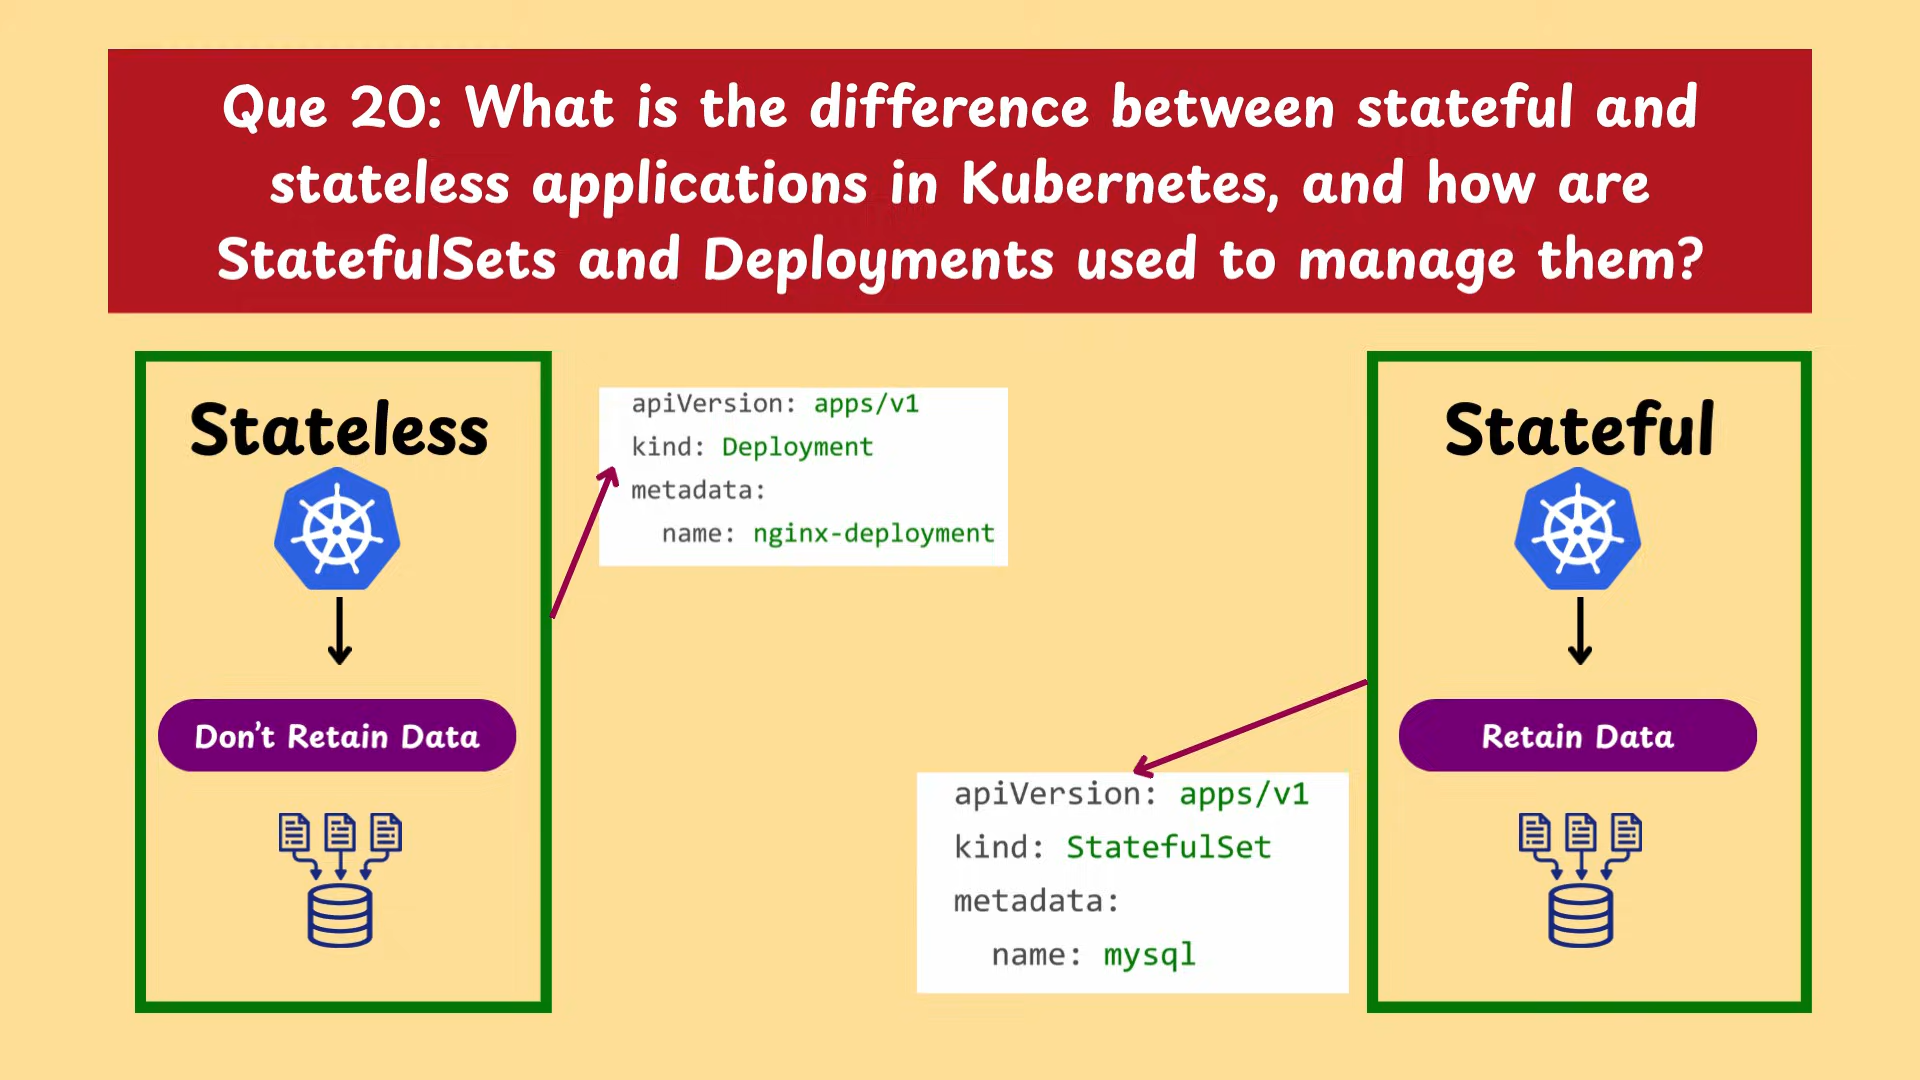 Que 20: What is the difference between stateful and
stateless applications in Kubernetes, and how are
StatefulSets and Deployments used to manage them?
Stateless
Don't Retain Data
apiVersion: apps/v1
kind: Deployment
metadata:
  name: nginx-deployment
Stateful
Retain Data
apiVersion: apps/v1
kind: StatefulSet
metadata:
  name: mysql